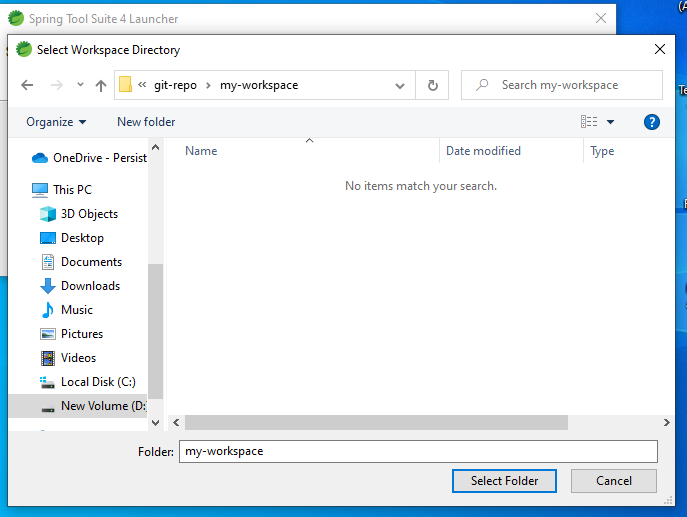 Spring Tool Suite 4 Launcher
Select Workspace Directory
« git-repo › my-workspace
Search my-workspace
Organize
New folder
Name
Date modified
Type
No items match your search.
OneDrive - Persist
This PC
3D Objects
Desktop
Documents
Downloads
Music
Pictures
Videos
Local Disk (C:)
New Volume (D:
Folder:
my-workspace
Select Folder
Cancel